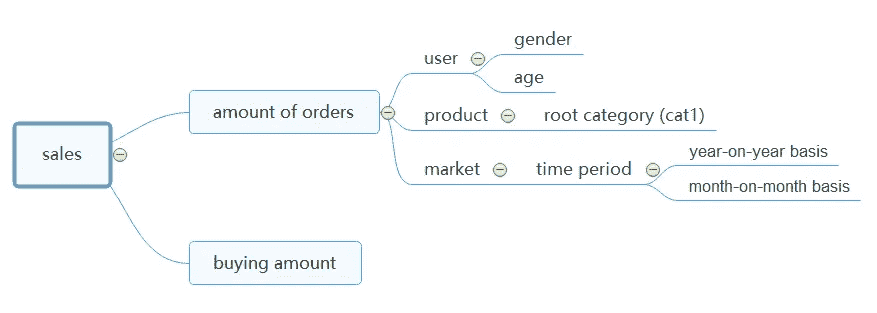 sales
amount of orders
user
gender
age
product
root category (cat1)
market
time period
year-on-year basis
month-on-month basis
buying amount